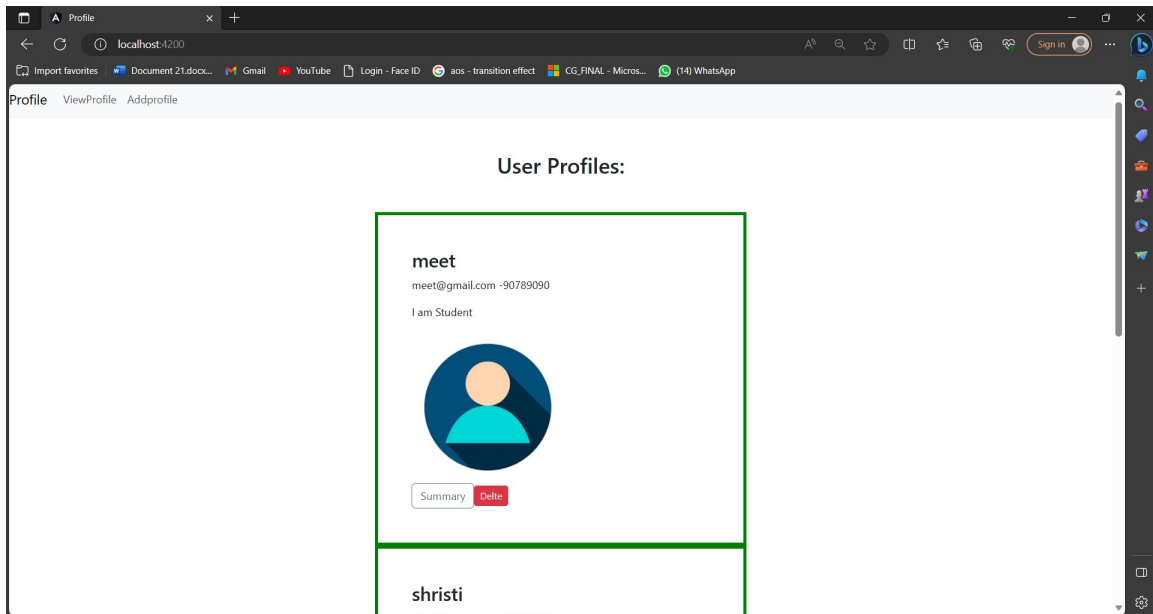 Profile
localhost:4200
Sign in
Import favorites Document 21.docx... Gmail YouTube Login - Face ID aos - transition effect CG_FINAL - Micros... (14) WhatsApp
Profile ViewProfile Addprofile
User Profiles:
meet
meet@gmail.com -90789090
I am Student
Summary Delte
shristi